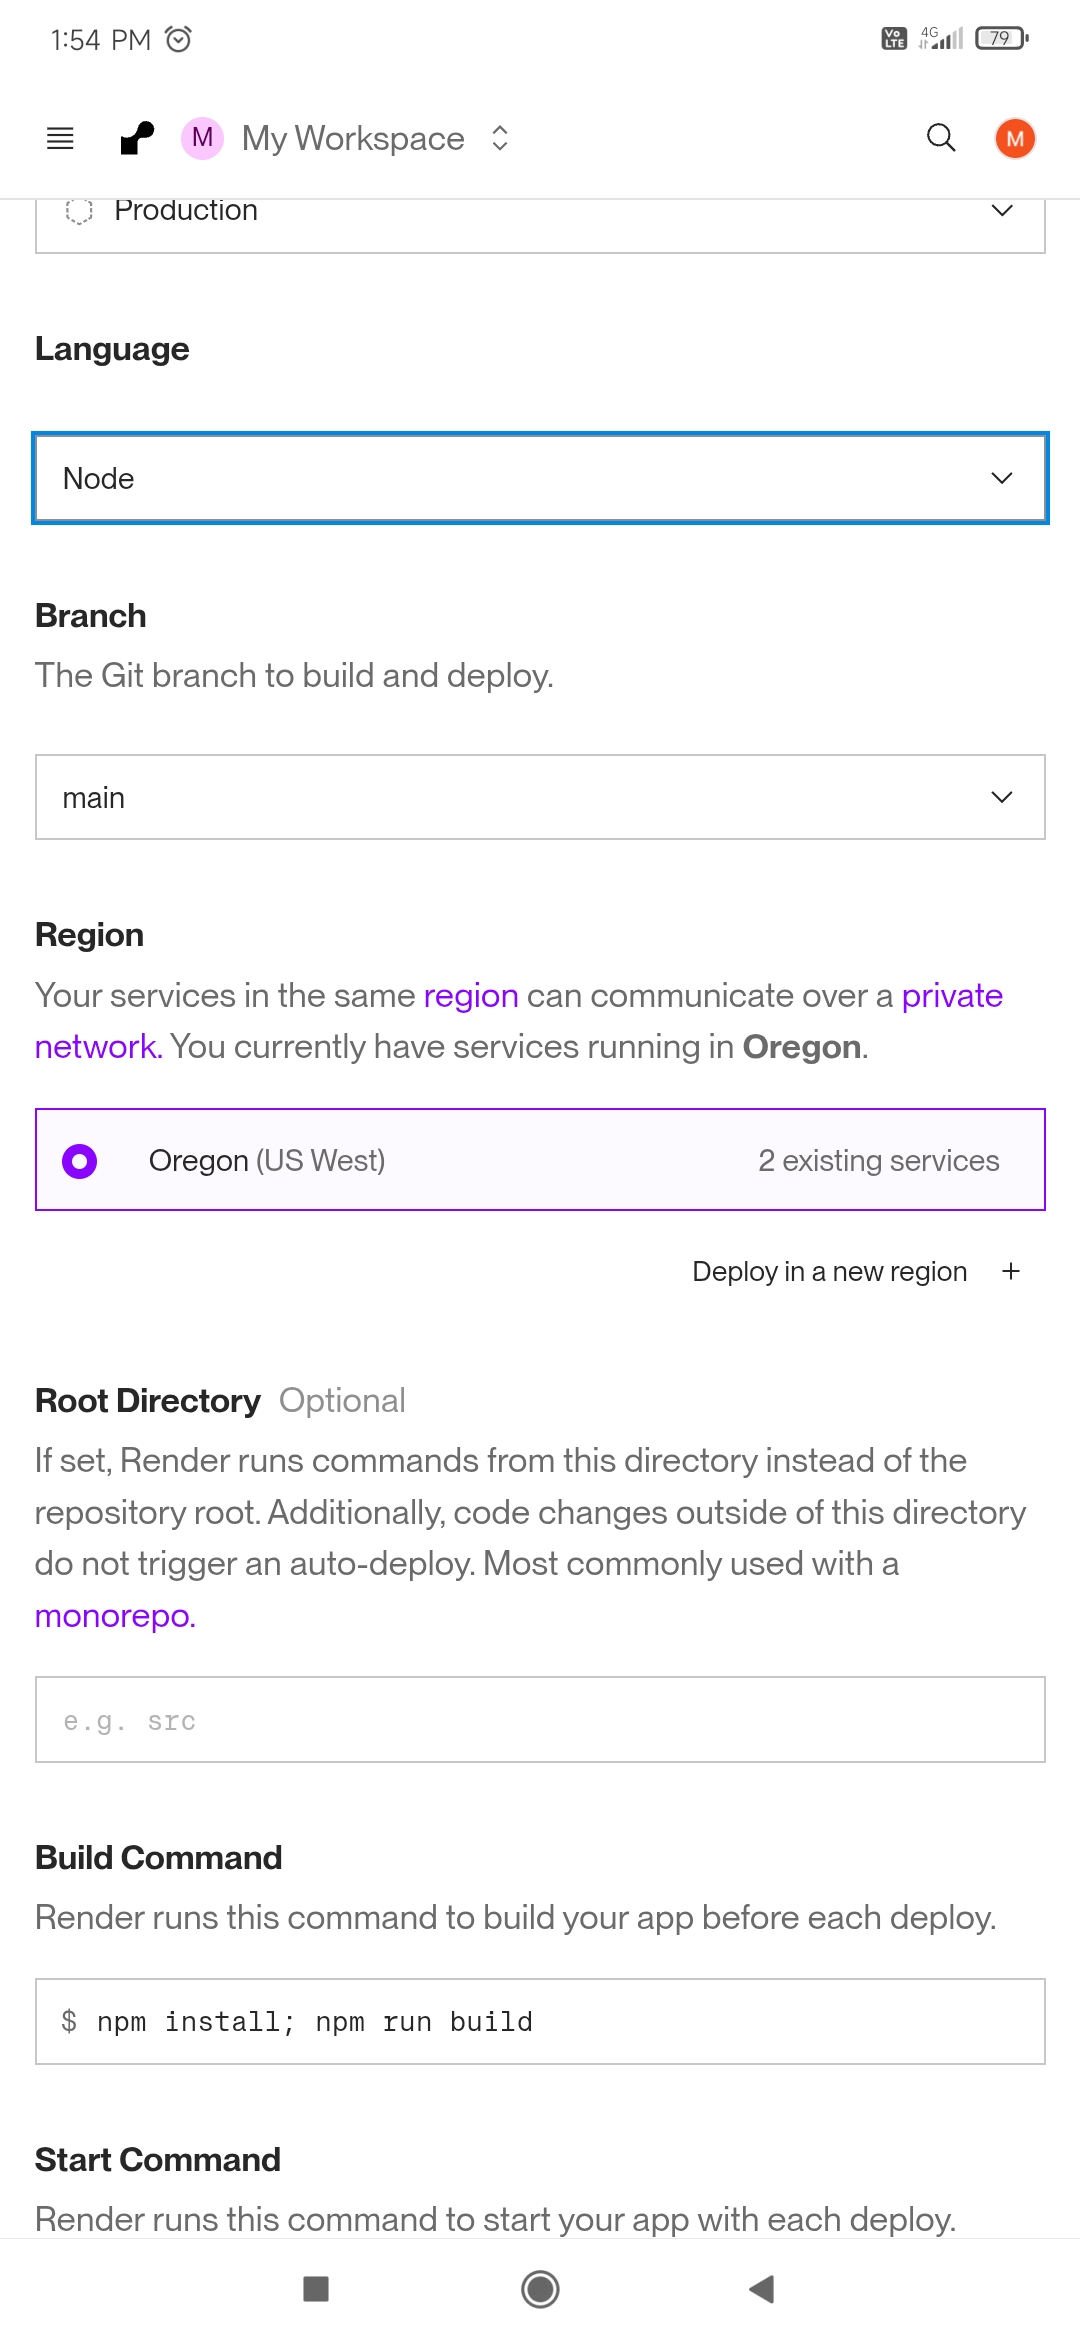 1:54 PM
Vo LTE 4G 79
M My Workspace M
Production
Language
Node
Branch
The Git branch to build and deploy.
main
Region
Your services in the same region can communicate over a private
network. You currently have services running in Oregon.
Oregon (US West) 2 existing services
Deploy in a new region +
Root Directory Optional
If set, Render runs commands from this directory instead of the
repository root. Additionally, code changes outside of this directory
do not trigger an auto-deploy. Most commonly used with a
monorepo.
e.g. src
Build Command
Render runs this command to build your app before each deploy.
$ npm install; npm run build
Start Command
Render runs this command to start your app with each deploy.